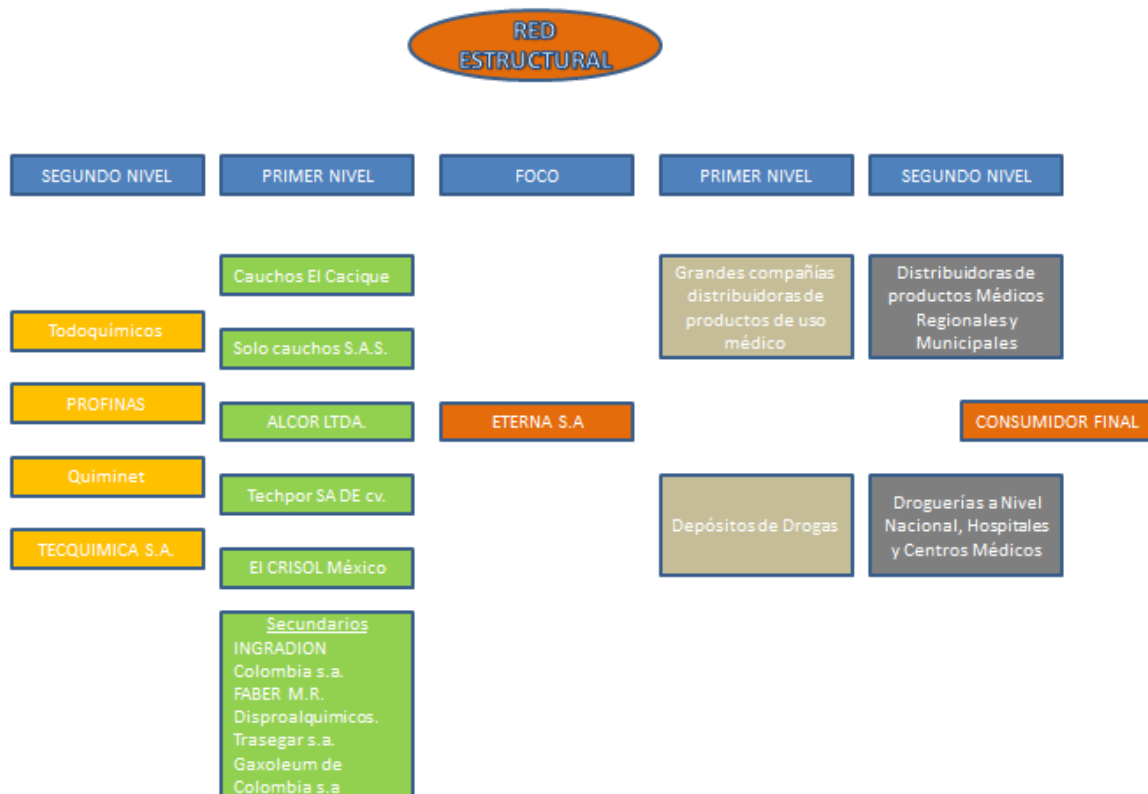 RED
ESTRUCTURAL
SEGUNDO NIVEL
PRIMER NIVEL
FOCO
PRIMER NIVEL
SEGUNDO NIVEL
Todoquímicos
PROFINAS
Quiminet
TECQUIMICA S.A.
Cauchos El Cacique
Solo cauchos S.A.S.
ALCOR LTDA.
Techpor SA DE cv.
El CRISOL México
Secundarios
INGRADION
Colombia s.a.
FABER M.R.
Disproalquimicos.
Trasegar s.a.
Gaxoleum de
Colombia s.a
ETERNA S.A
Grandes compañías
distribuidoras de
productos de uso
médico
Depósitos de Drogas
Distribuidoras de
productos Médicos
Regionales y
Municipales
Droguerías a Nivel
Nacional, Hospitales
y Centros Médicos
CONSUMIDOR FINAL